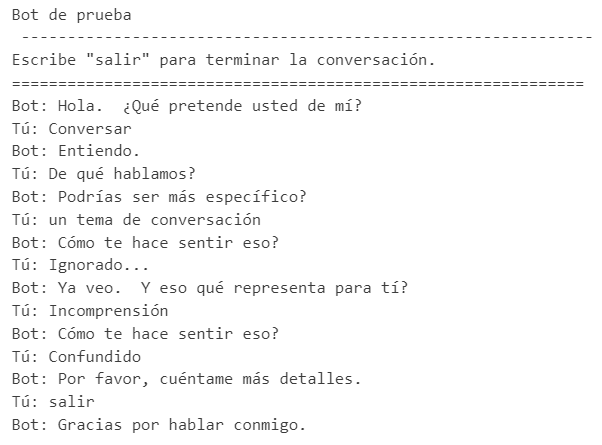 Bot de prueba
--------------------------------------------------------------
Escribe "salir" para terminar la conversación.
==============================================================
Bot: Hola.  ¿Qué pretende usted de mí?
Tú: Conversar
Bot: Entiendo.
Tú: De qué hablamos?
Bot: Podrías ser más específico?
Tú: un tema de conversación
Bot: Cómo te hace sentir eso?
Tú: Ignorado...
Bot: Ya veo.  Y eso qué representa para tí?
Tú: Incomprensión
Bot: Cómo te hace sentir eso?
Tú: Confundido
Bot: Por favor, cuéntame más detalles.
Tú: salir
Bot: Gracias por hablar conmigo.